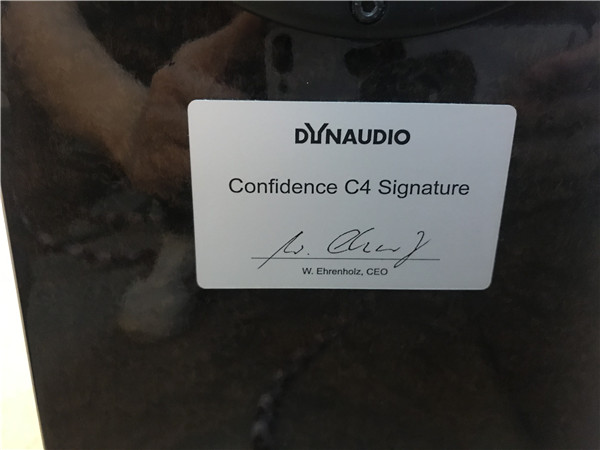 DYNAUDIO
Confidence C4 Signature
W. Ehrenholz, CEO